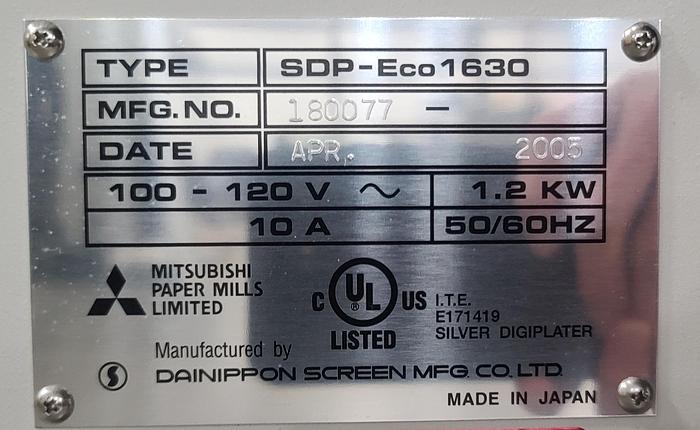 TYPE SDP-Eco1630
MFG.NO. 180077 —
DATE APR. 2005
100 - 120 V ~ 1.2 KW
10 A 50/60HZ
MITSUBISHI
PAPER MILLS
LIMITED
C UL ® US
LISTED
I.T.E.
E171419
SILVER DIGIPLATER
Manufactured by
S DAINIPPON SCREEN MFG. CO. LTD.
MADE IN JAPAN